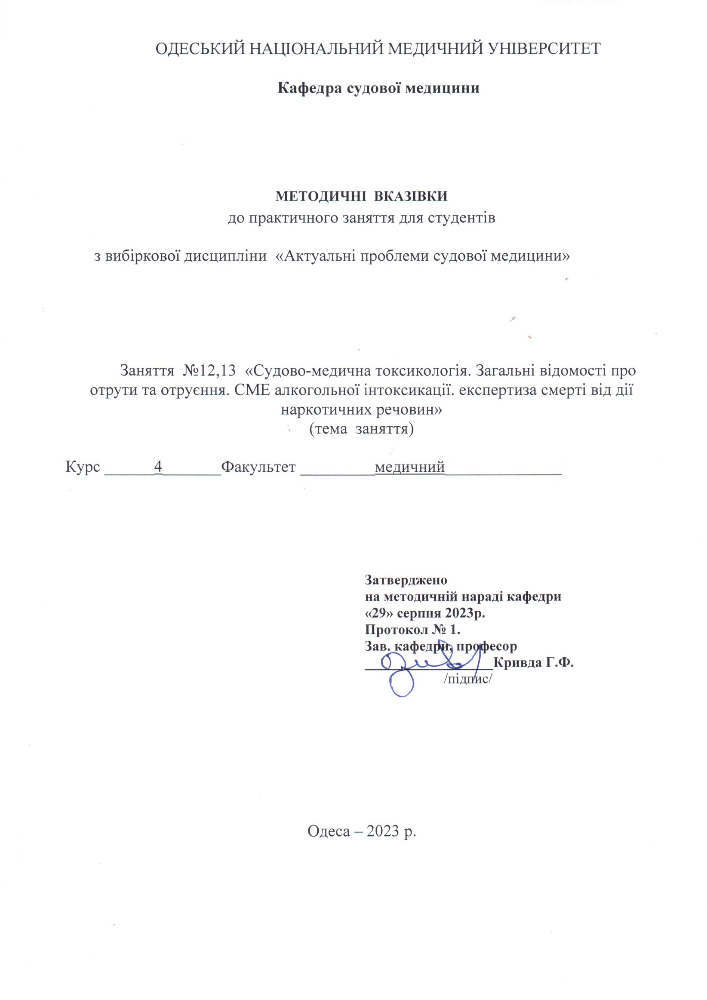 ОДЕСЬКИЙ НАЦІОНАЛЬНИЙ МЕДИЧНИЙ УНІВЕРСИТЕТ
Кафедра судової медицини
МЕТОДИЧНІ ВКАЗІВКИ
до практичного заняття для студентів
з вибіркової дисципліни «Актуальні проблеми судової медицини»
Заняття №12,13 «Судово-медична токсикологія. Загальні відомості про
отрути та отруєння. СМЕ алкогольної інтоксикації. експертиза смерті від дії
наркотичних речовин»
(тема заняття)
Курс ______4_______Факультет _________медичний______________
Затверджено
на методичній нараді кафедри
«29» серпня 2023р.
Протокол № 1.
Зав. кафедри, професор
__________________Кривда Г.Ф.
/підпис/
Одеса – 2023 р.